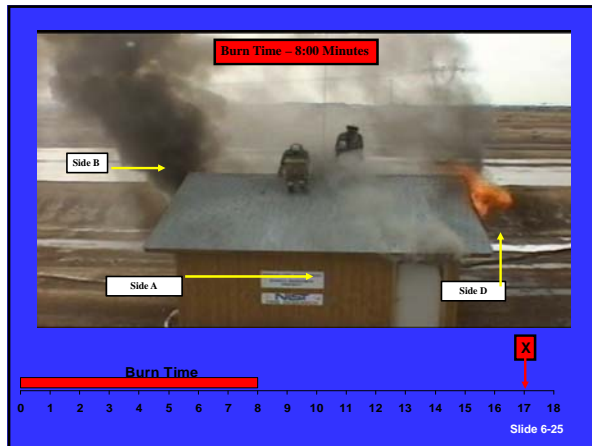 Burn Time – 8:00 Minutes
Side B
Side A
Side D
X
Burn Time
0 1 2 3 4 5 6 7 8 9 10 11 12 13 14 15 16 17 18
Slide 6-25